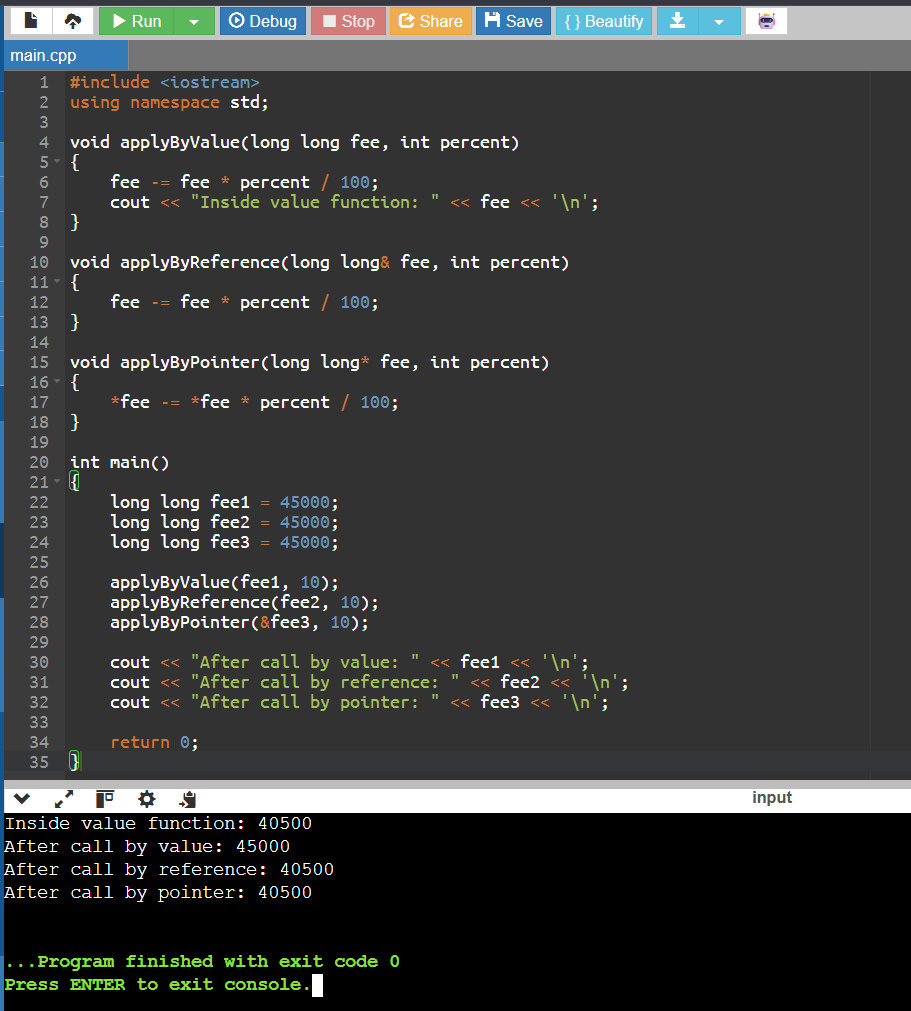 Run Debug Stop Share Save { } Beautify
main.cpp
1 #include <iostream>
2 using namespace std;
3
4 void applyByValue(long long fee, int percent)
5 {
6     fee -= fee * percent / 100;
7     cout << "Inside value function: " << fee << '\n';
8 }
9
10 void applyByReference(long long& fee, int percent)
11 {
12     fee -= fee * percent / 100;
13 }
14
15 void applyByPointer(long long* fee, int percent)
16 {
17     *fee -= *fee * percent / 100;
18 }
19
20 int main()
21 {
22     long long fee1 = 45000;
23     long long fee2 = 45000;
24     long long fee3 = 45000;
25
26     applyByValue(fee1, 10);
27     applyByReference(fee2, 10);
28     applyByPointer(&fee3, 10);
29
30     cout << "After call by value: " << fee1 << '\n';
31     cout << "After call by reference: " << fee2 << '\n';
32     cout << "After call by pointer: " << fee3 << '\n';
33
34     return 0;
35 }
input
Inside value function: 40500
After call by value: 45000
After call by reference: 40500
After call by pointer: 40500
...Program finished with exit code 0
Press ENTER to exit console.